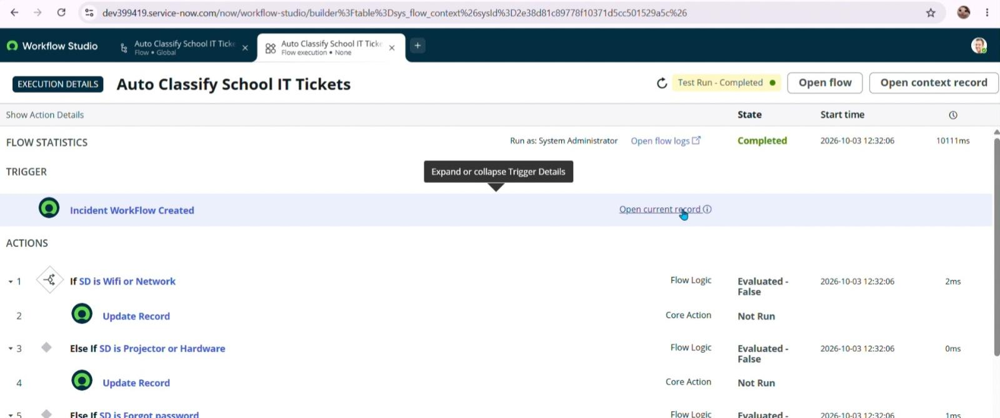 dev399419.service-now.com/now/workflow-studio/builder%3Ftable%3Dsys_flow_context%26sysId%3D2e38d81c89778f10371d5cc501529a5c%26
Workflow Studio
Auto Classify School IT Ticke
Flow • Global
Auto Classify School IT Ticke
Flow execution • None
EXECUTION DETAILS
Auto Classify School IT Tickets
Test Run - Completed
Open flow
Open context record
Show Action Details
State
Start time
FLOW STATISTICS
Run as: System Administrator
Open flow logs
Completed
2026-10-03 12:32:06
10111ms
TRIGGER
Expand or collapse Trigger Details
Incident WorkFlow Created
Open current record
ACTIONS
1
If SD is Wifi or Network
Flow Logic
Evaluated -
False
2026-10-03 12:32:06
2ms
2
Update Record
Core Action
Not Run
3
Else If SD is Projector or Hardware
Flow Logic
Evaluated -
False
2026-10-03 12:32:06
0ms
4
Update Record
Core Action
Not Run
5
Else If SD is Forgot password
Flow Logic
Evaluated -
2026-10-03 12:32:06
1ms